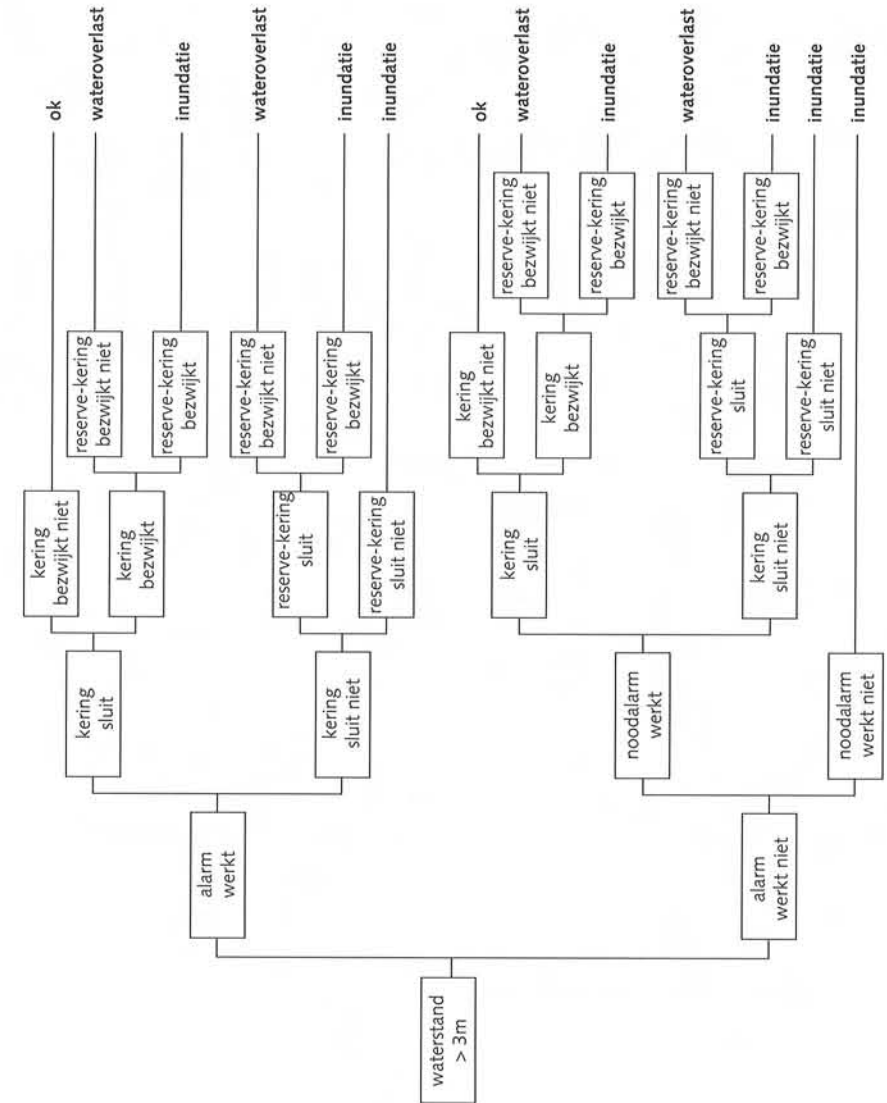 waterstand
> 3m
alarm
werkt
alarm
werkt niet
kering
sluit
kering
sluit niet
noodalarm
werkt
noodalarm
werkt niet
kering
bezwijkt niet
kering
bezwijkt
reserve-kering
sluit
reserve-kering
sluit niet
kering
sluit
kering
sluit niet
reserve-kering
bezwijkt niet
reserve-kering
bezwijkt
reserve-kering
bezwijkt niet
reserve-kering
bezwijkt
kering
bezwijkt niet
kering
bezwijkt
reserve-kering
sluit
reserve-kering
sluit niet
reserve-kering
bezwijkt niet
reserve-kering
bezwijkt
reserve-kering
bezwijkt niet
reserve-kering
bezwijkt
ok
wateroverlast
inundatie
wateroverlast
inundatie
inundatie
ok
wateroverlast
inundatie
wateroverlast
inundatie
inundatie
inundatie